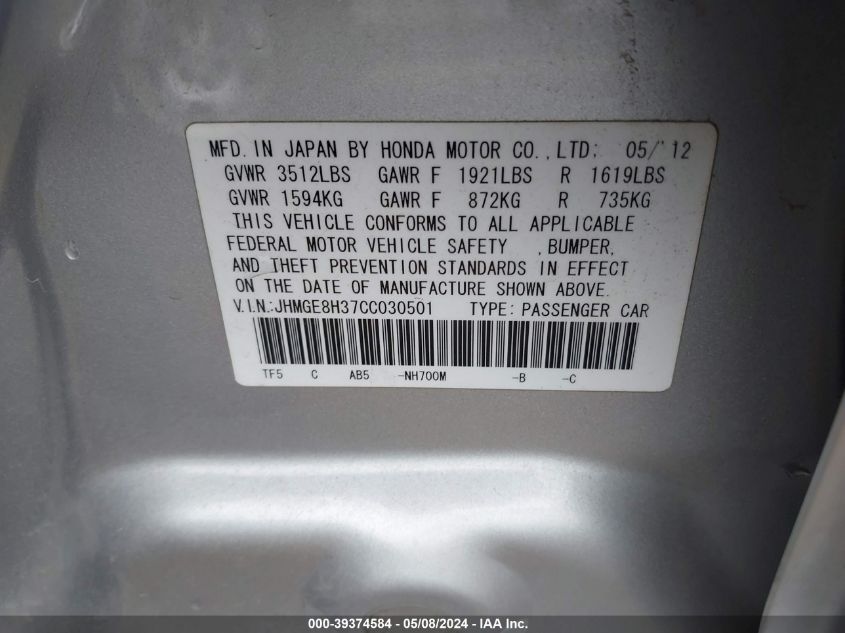 MFD. IN JAPAN BY HONDA MOTOR CO., LTD: 05/'12
GVWR 3512LBS GAWR F 1921LBS R 1619LBS
GVWR 1594KG GAWR F 872KG R 735KG
THIS VEHICLE CONFORMS TO ALL APPLICABLE
FEDERAL MOTOR VEHICLE SAFETY , BUMPER,
AND THEFT PREVENTION STANDARDS IN EFFECT
ON THE DATE OF MANUFACTURE SHOWN ABOVE.
V.I.N.:JHMGE8H37CC030501 TYPE: PASSENGER CAR
TF5 C AB5 -NH700M -B -C
000-39374584 / 05/08/2024 - IAA, Inc.